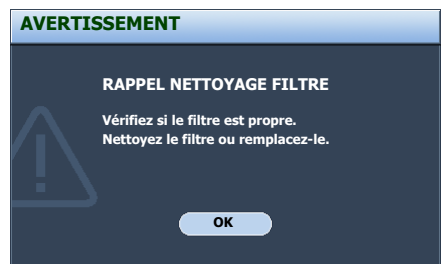 AVERTISSEMENT
RAPPEL NETTOYAGE FILTRE
Vérifiez si le filtre est propre.
Nettoyez le filtre ou remplacez-le.
OK